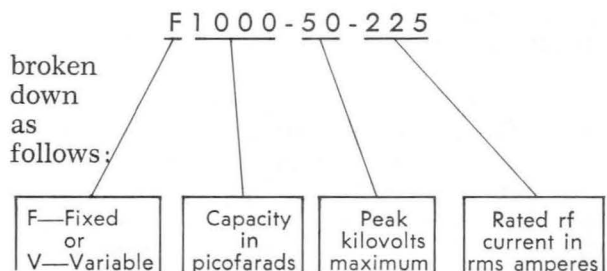 F1000-50-225
broken
down
as
follows:
F—Fixed
or
V—Variable
Capacity
in
picofarads
Peak
kilovolts
maximum
Rated rf
current in
rms amperes